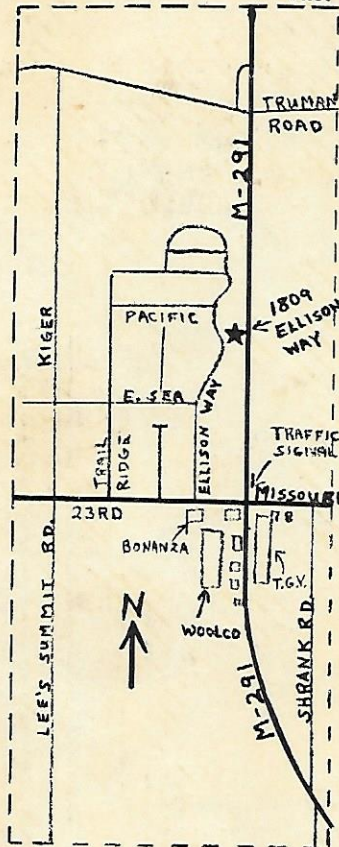 TRUMAN
ROAD
M-291
KIGER
1809
ELLISON
WAY
PACIFIC
E. SEA
ELLISON WAY
TRAIL
RIDGE
TRAFFIC
SIGNAL
MISSOURI
23RD
78
BONANZA
T.G.Y.
WOOLCO
N
LEE'S SUMMIT RD.
SHRANK RD.
M-291